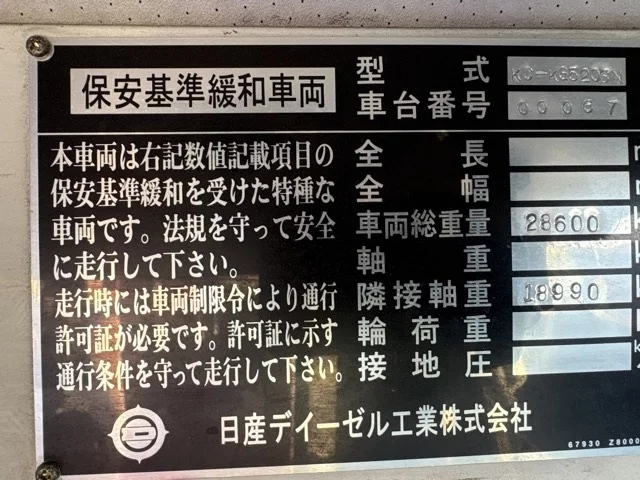 保安基準緩和車両
型式 KC-KG520SN
車台番号 00067
本車両は右記数値記載項目の
保安基準緩和を受けた特種な
車両です。法規を守って安全
に走行して下さい。
走行時には車両制限令により通行
許可証が必要です。許可証に示す
通行条件を守って走行して下さい。
全長
全幅
車両総重量 28600
軸重
隣接軸重 18990
輪荷重
接地圧
日産デイーゼル工業株式会社
67930 Z8000